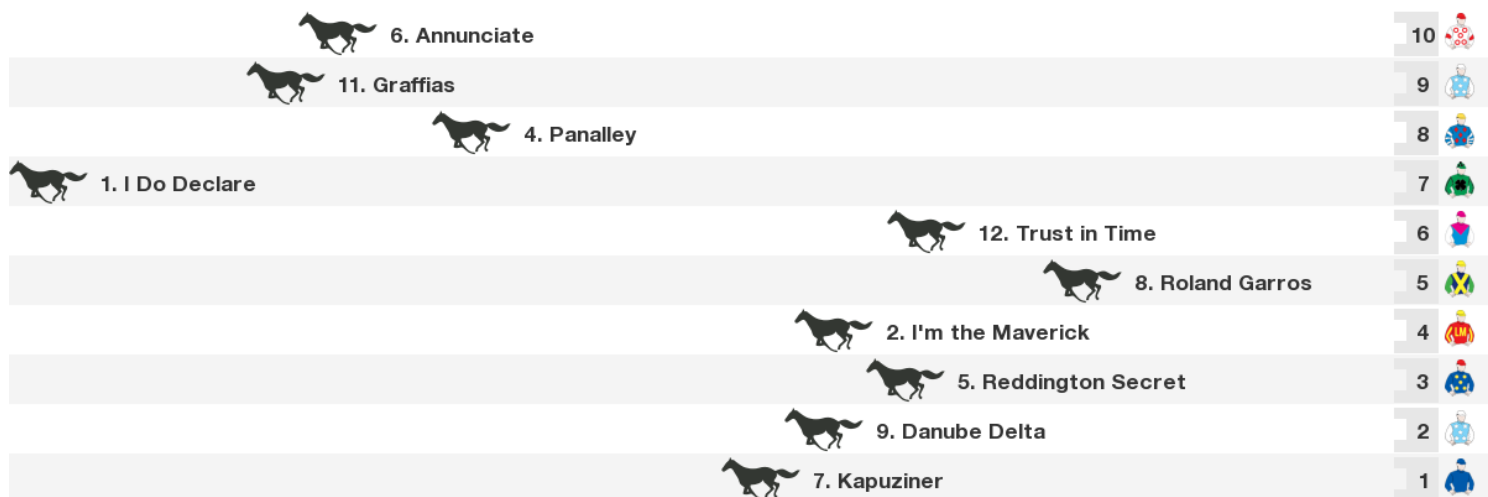 6. Annunciate 10
11. Graffias 9
4. Panalley 8
1. I Do Declare 7
12. Trust in Time 6
8. Roland Garros 5
2. I'm the Maverick 4 LM
5. Reddington Secret 3
9. Danube Delta 2
7. Kapuziner 1